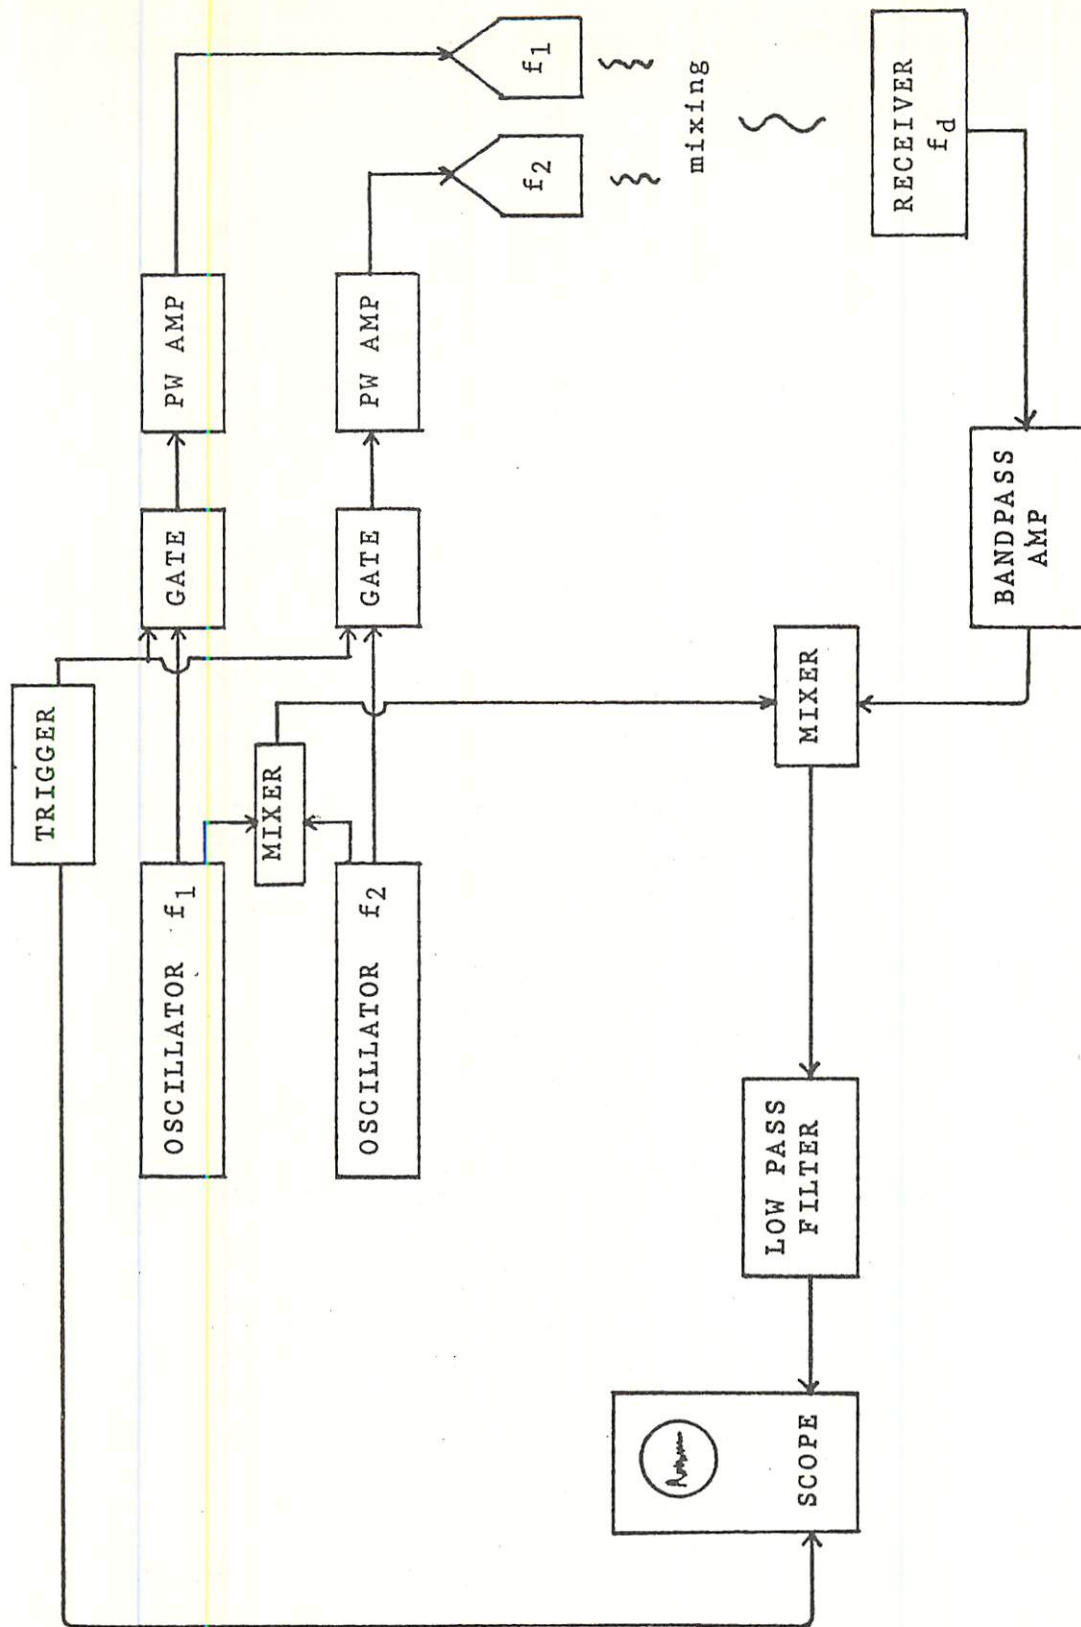 TRIGGER
OSCILLATOR f1
GATE
PW AMP
f1
MIXER
OSCILLATOR f2
GATE
PW AMP
f2
mixing
MIXER
LOW PASS
FILTER
SCOPE
BANDPASS
AMP
RECEIVER
fd